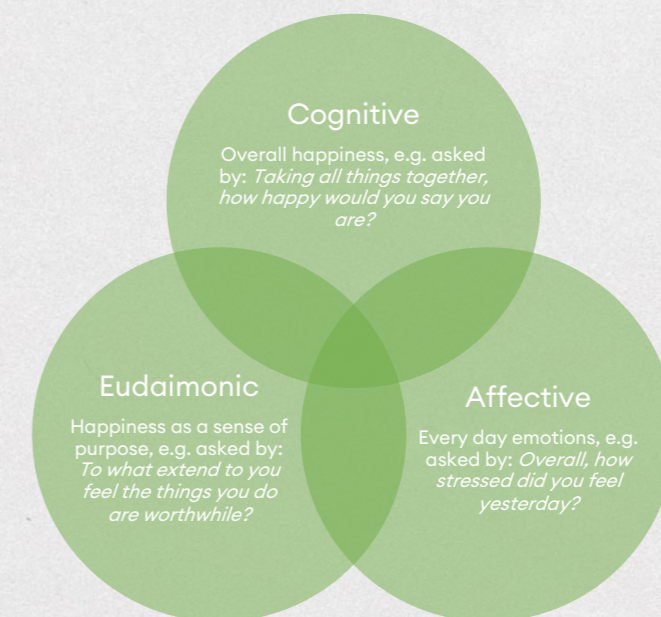 Cognitive
Overall happiness, e.g. asked
by: Taking all things together,
how happy would you say you
are?
Eudaimonic
Happiness as a sense of
purpose, e.g. asked by:
To what extend to you
feel the things you do
are worthwhile?
Affective
Every day emotions, e.g.
asked by: Overall, how
stressed did you feel
yesterday?